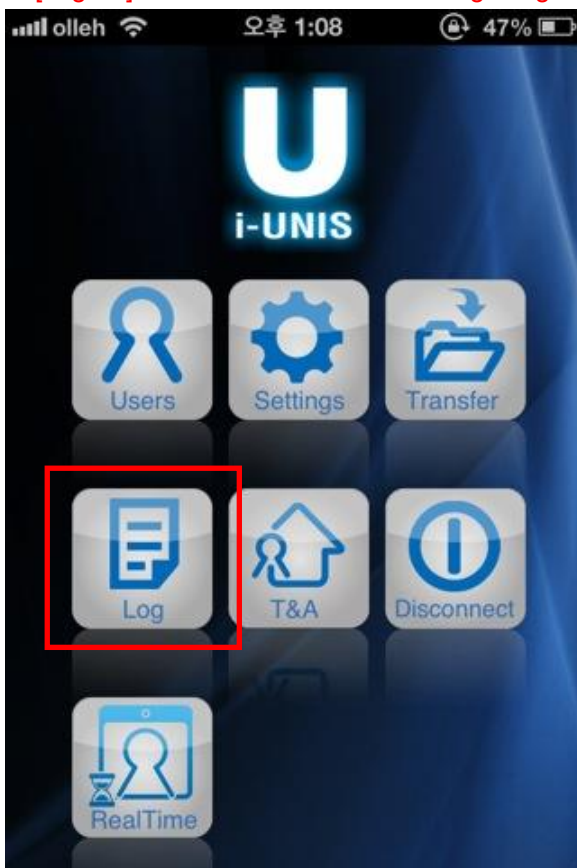 olleh 오후 1:08 47%
U
i-UNIS
Users Settings Transfer
Log T&A Disconnect
RealTime